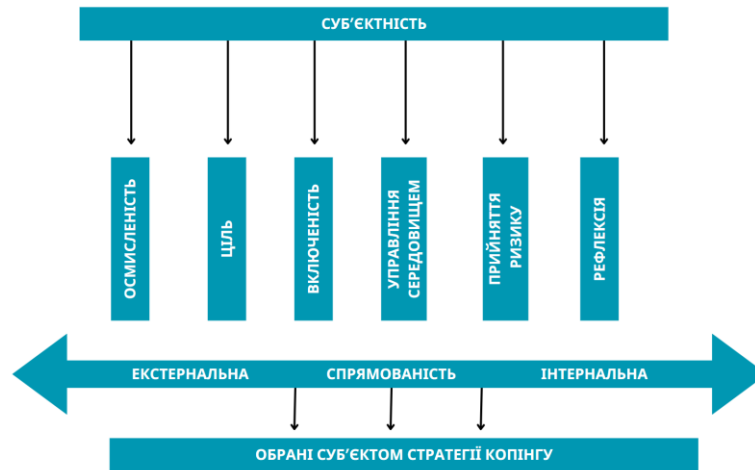 СУБ’ЄКТНІСТЬ
ОСМИСЛЕНІСТЬ
ЦІЛЬ
ВКЛЮЧЕНІСТЬ
УПРАВЛІННЯ
СЕРЕДОВИЩЕМ
ПРИЙНЯТТЯ
РИЗИКУ
РЕФЛЕКСІЯ
ЕКСТЕРНАЛЬНА СПРЯМОВАНІСТЬ ІНТЕРНАЛЬНА
ОБРАНІ СУБ’ЄКТОМ СТРАТЕГІЇ КОПІНГУ